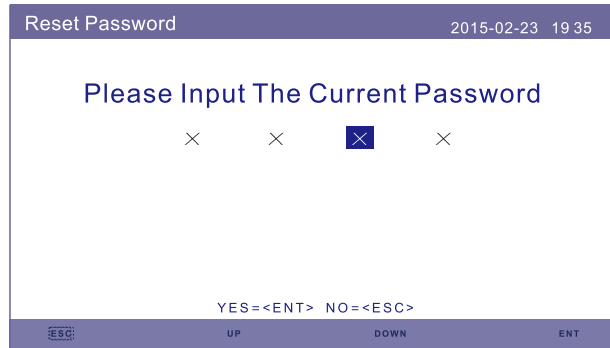 Reset Password 2015-02-23 19 35
Please Input The Current Password
× × × ×
YES=<ENT> NO=<ESC>
ESC UP DOWN ENT